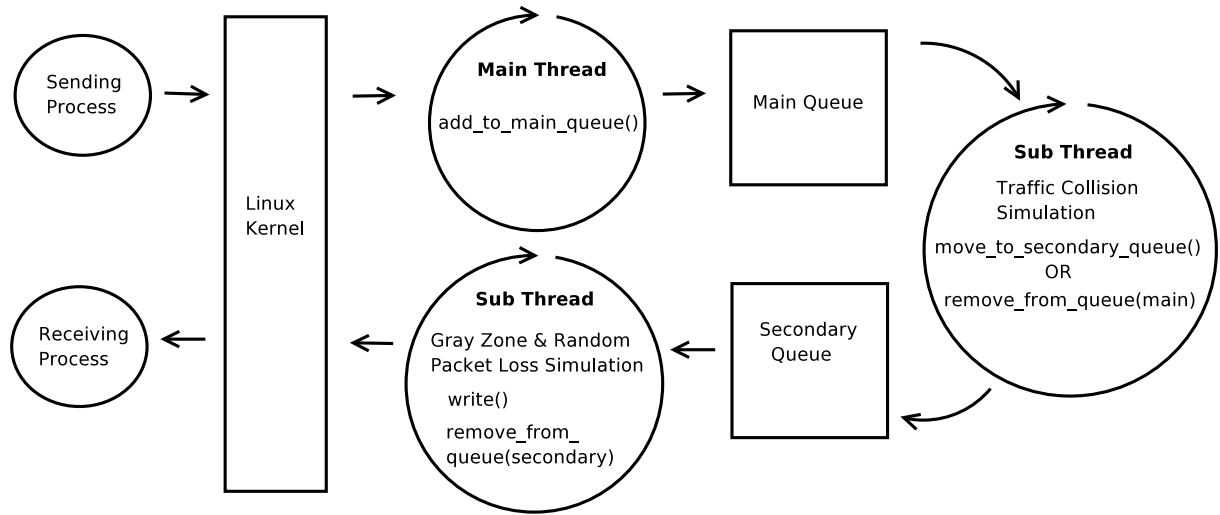 Sending
Process
Linux
Kernel
Main Thread
add_to_main_queue()
Main Queue
Sub Thread
Traffic Collision
Simulation
move_to_secondary_queue()
OR
remove_from_queue(main)
Secondary
Queue
Sub Thread
Gray Zone & Random
Packet Loss Simulation
write()
remove_from_
queue(secondary)
Receiving
Process